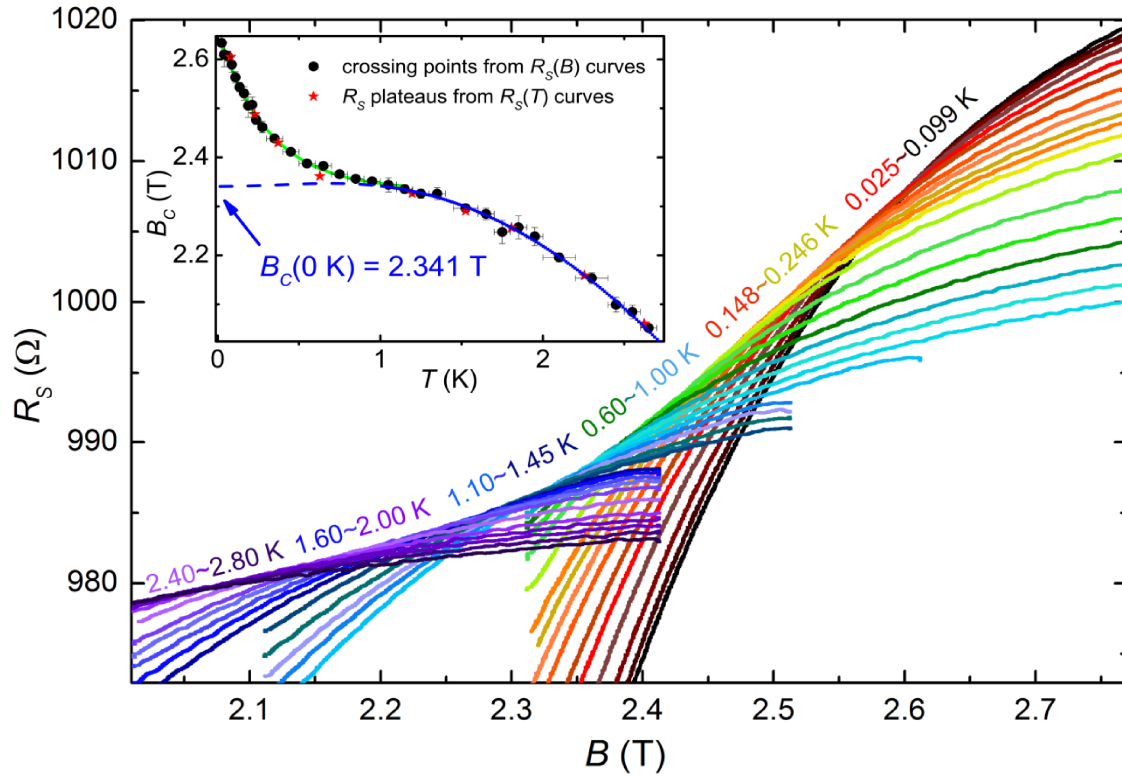 1020
1010
1000
990
980
R_S (Ω)
2.6
2.4
2.2
B_C (T)
● crossing points from R_S(B) curves
★ R_S plateaus from R_S(T) curves
B_C(0 K) = 2.341 T
0 1 2
T (K)
0.025~0.099 K
0.148~0.246 K
0.60~1.00 K
1.10~1.45 K
1.60~2.00 K
2.40~2.80 K
2.1 2.2 2.3 2.4 2.5 2.6 2.7
B (T)